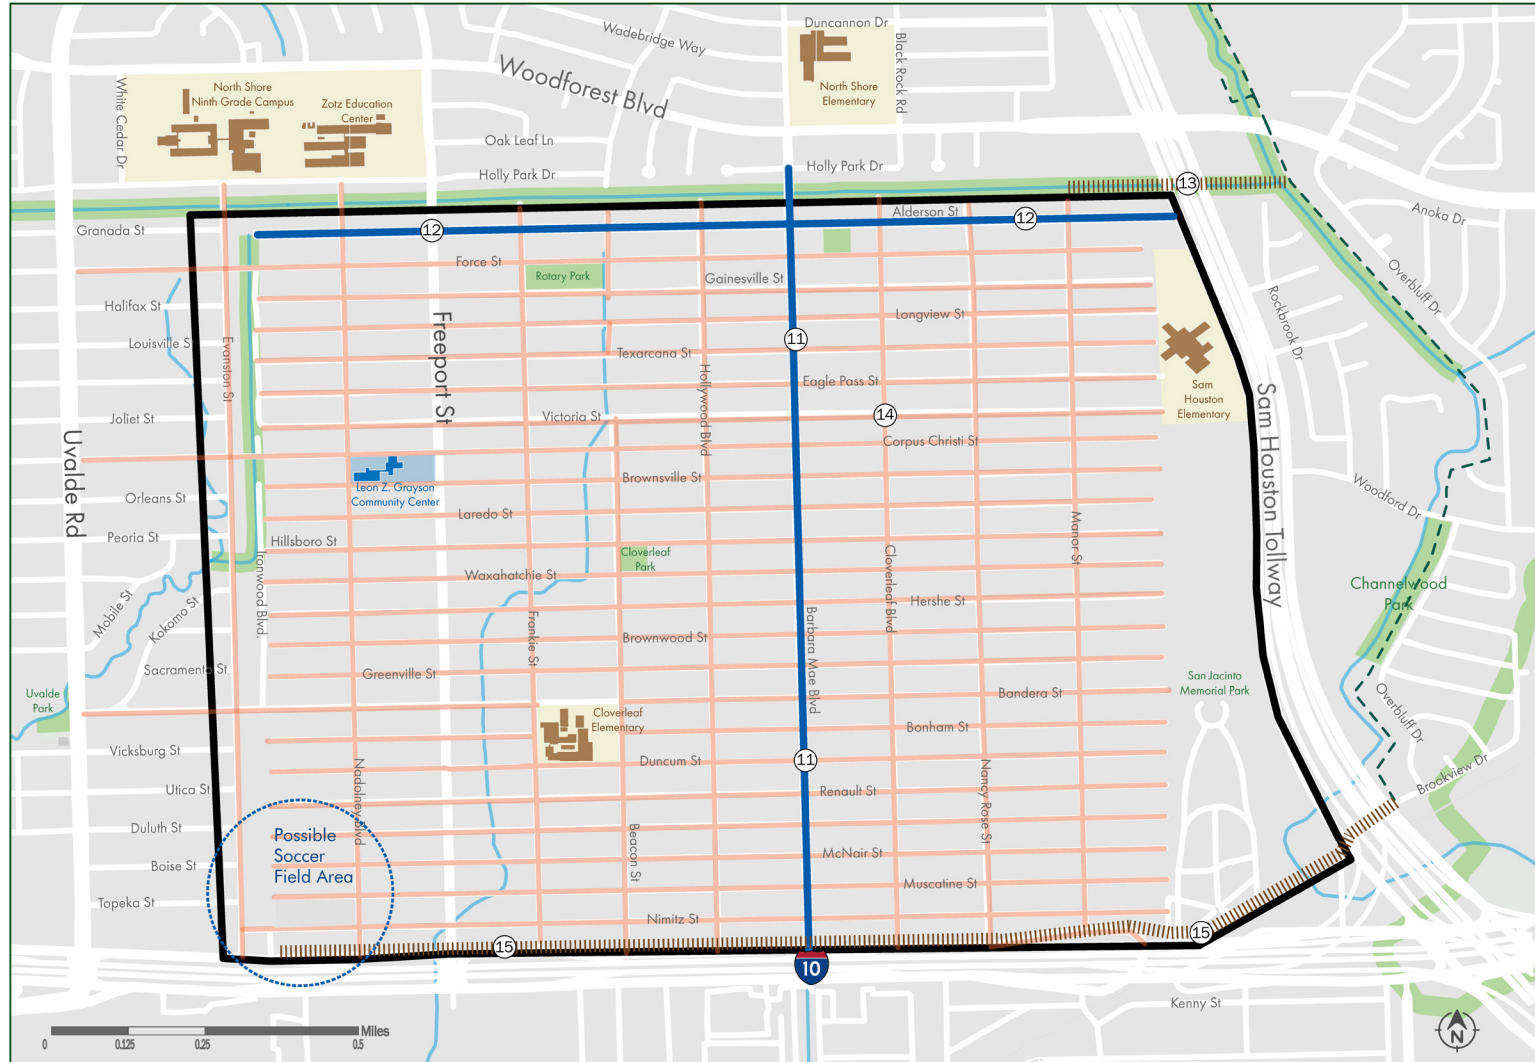 Duncannon Dr
Wadebridge Way
Black Rock Rd
Woodforest Blvd
White Cedar Dr
North Shore
Ninth Grade Campus
Zotz Education
Center
North Shore
Elementary
Oak Leaf Ln
Holly Park Dr
Holly Park Dr
13
Granada St
12
Alderson St
12
Anoka Dr
Force St
Rotary Park
Gainesville St
Overbluff Dr
Halifax St
Longview St
Rockbrook Dr
Louisville S
Evanston St
Freeport St
11
Texarcana St
Hollywood Blvd
Eagle Pass St
Sam
Houston
Elementary
Joliet St
Victoria St
14
Corpus Christi St
Uvalde Rd
Sam Houston Tollway
Leon Z. Grayson
Community Center
Brownsville St
Orleans St
Laredo St
Woodford Dr
Peoria St
Hillsboro St
Manor St
Cloverleaf
Park
Waxahatchie St
Ironwood Blvd.
Cloverleaf Blvd
Channelwood
Park
Mobile St
Kokomo St
Hershe St
Frankie St
Brownwood St
Barbara Mae Blvd
Sacramento St
Greenville St
San Jacinto
Memorial Park
Uvalde
Park
Bandera St
Overbluff Dr
Cloverleaf
Elementary
Bonham St
Vicksburg St
Duncum St
11
Nadolney Blvd
Nancy Rose St
Brookview Dr
Utica St
Renault St
Duluth St
Possible
Soccer
Field Area
Beacon St
McNair St
Boise St
Muscatine St
Topeka St
Nimitz St
15
15
10
Kenny St
Miles
0
0.125
0.25
0.5
N